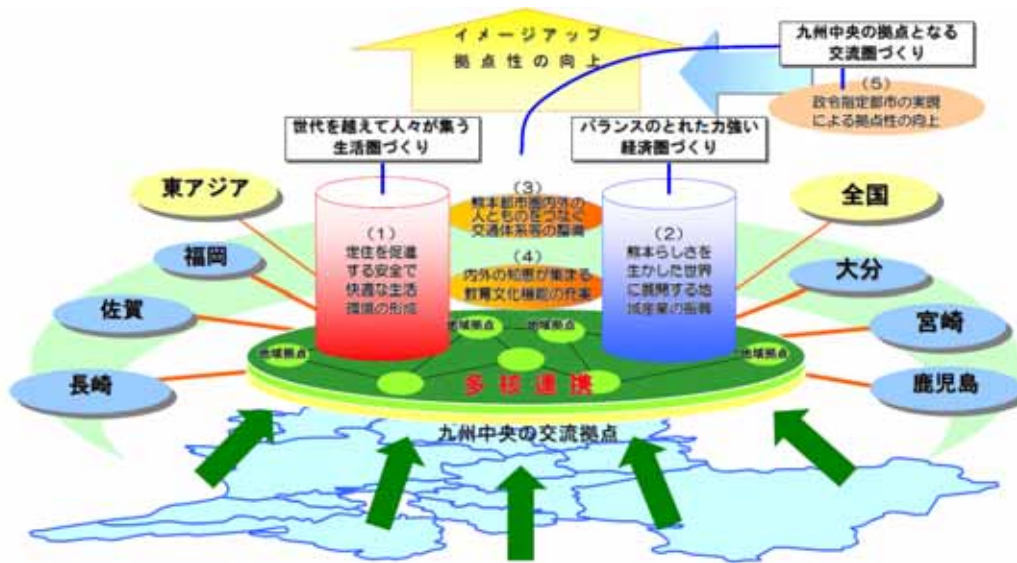 イメージアップ
拠点性の向上
九州中央の拠点となる
交流圏づくり
(5)
政令指定都市の実現
による拠点性の向上
世代を越えて人々が集う
生活圏づくり
バランスのとれた力強い
経済圏づくり
東アジア
福岡
佐賀
長崎
(1)
定住を促進
する安全で
快適な生活
環境の形成
(3)
熊本都市圏内外の
人とものをつなぐ
交通体系等の整備
(4)
内外の知恵が集まる
教育文化機能の充実
(2)
熊本らしさを
生かした世界
に展開する地
域産業の振興
全国
大分
宮崎
鹿児島
地域拠点
地域拠点
地域拠点
地域拠点
多核連携
九州中央の交流拠点